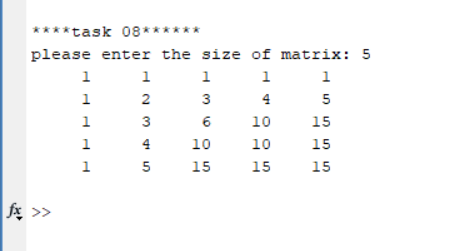 ****task 08******
please enter the size of matrix: 5
1 1 1 1 1
1 2 3 4 5
1 3 6 10 15
1 4 10 10 15
1 5 15 15 15
fx >>